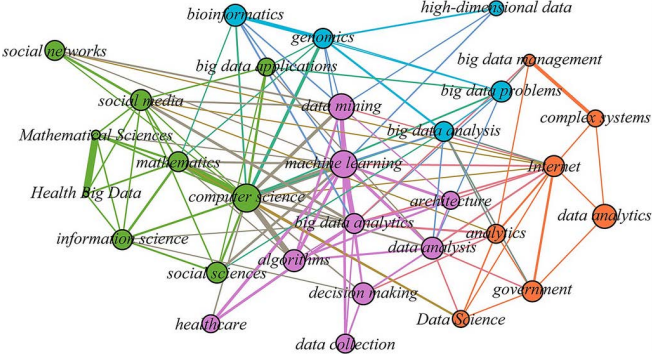 bioinformatics
high-dimensional data
genomics
social networks
big data applications
big data management
big data problems
social media
data mining
complex systems
Mathematical Sciences
big data analysis
mathematics
machine learning
Internet
Health Big Data
computer science
architecture
big data analytics
data analytics
information science
analytics
data analysis
algorithms
social sciences
decision making
government
healthcare
Data Science
data collection